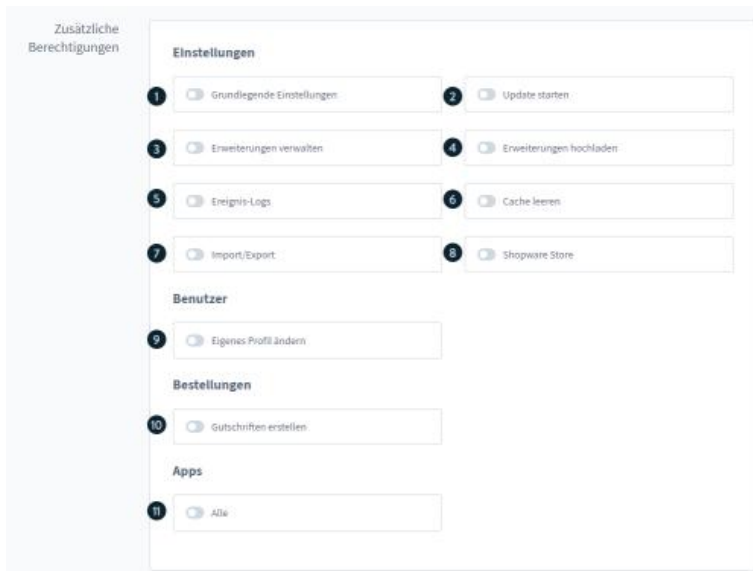 Zusätzliche
Berechtigungen
Einstellungen
1 Grundlegende Einstellungen
2 Update starten
3 Erweiterungen verwalten
4 Erweiterungen hochladen
5 Ereignis-Logs
6 Cache leeren
7 Import/Export
8 Shopware Store
Benutzer
9 Eigenes Profil ändern
Bestellungen
10 Gutschriften erstellen
Apps
11 Alle